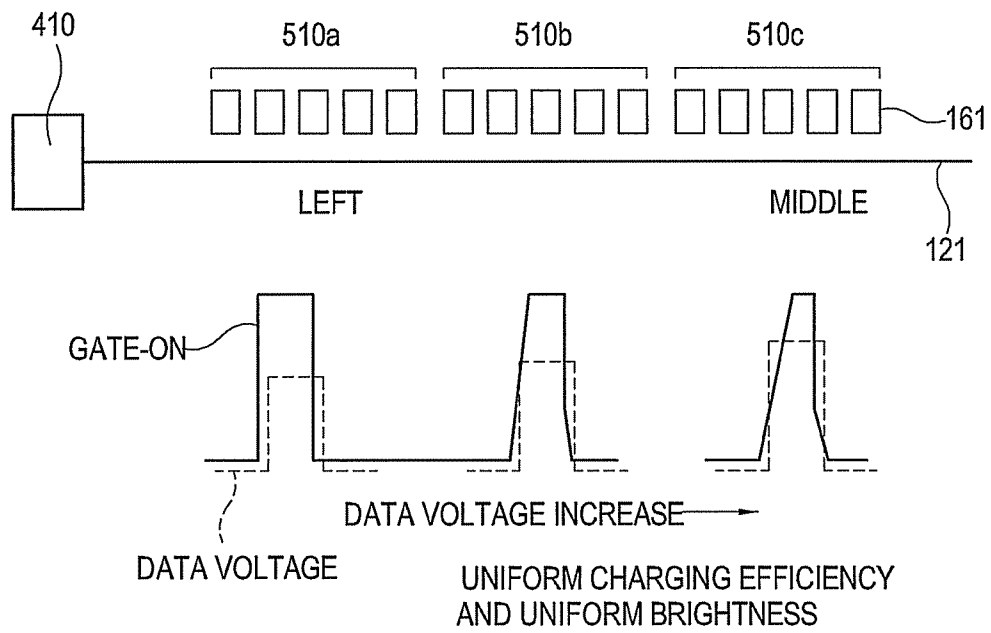 410
510a
510b
510c
161
LEFT
MIDDLE
121
GATE-ON
DATA VOLTAGE INCREASE
DATA VOLTAGE
UNIFORM CHARGING EFFICIENCY
AND UNIFORM BRIGHTNESS